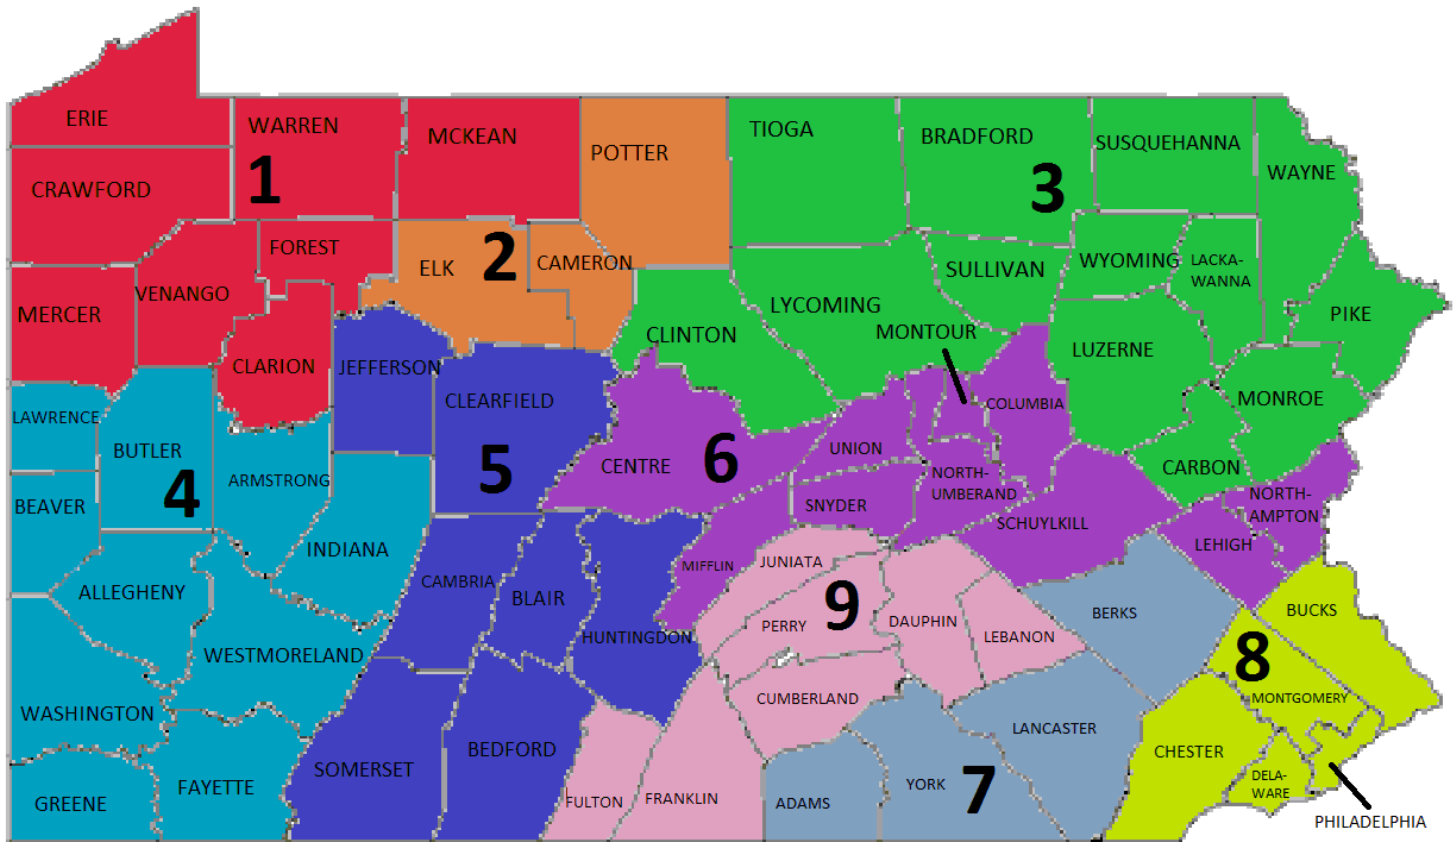 ERIE
WARREN
MCKEAN
POTTER
TIOGA
BRADFORD
SUSQUEHANNA
WAYNE
CRAWFORD
1
3
FOREST
ELK
2
CAMERON
SULLIVAN
WYOMING
LACKA-
WANNA
MERCER
VENANGO
LYCOMING
PIKE
CLINTON
MONTOUR
LUZERNE
CLARION
JEFFERSON
LAWRENCE
CLEARFIELD
COLUMBIA
MONROE
BUTLER
CENTRE
6
UNION
CARBON
4
ARMSTRONG
5
NORTH-
UMBERAND
NORTH-
AMPTON
BEAVER
SNYDER
SCHUYLKILL
INDIANA
LEHIGH
ALLEGHENY
CAMBRIA
BLAIR
MIFFLIN
JUNIATA
9
BERKS
BUCKS
HUNTINGDON
PERRY
DAUPHIN
LEBANON
WESTMORELAND
8
WASHINGTON
CUMBERLAND
MONTGOMERY
LANCASTER
SOMERSET
BEDFORD
CHESTER
GREENE
FAYETTE
FULTON
FRANKLIN
ADAMS
YORK
7
DELA-
WARE
PHILADELPHIA